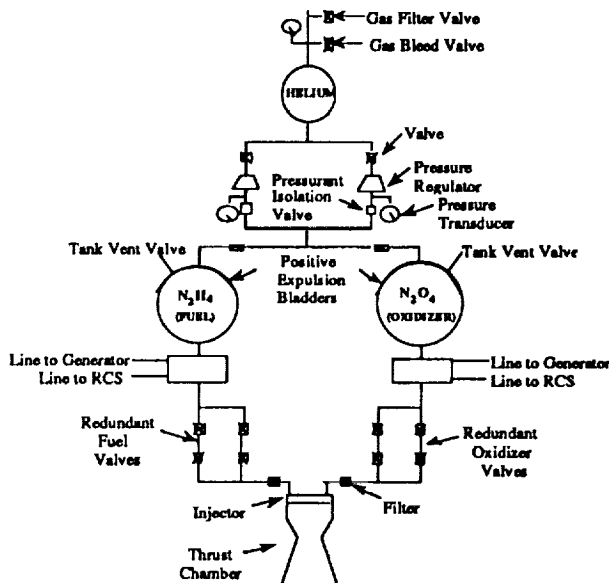 Gas Filter Valve
Gas Bleed Valve
HELIUM
Valve
Pressure
Regulator
Pressurant
Isolation
Valve
Pressure
Transducer
Tank Vent Valve
Tank Vent Valve
Positive
Expulsion
Bladders
N₂H₄
(FUEL)
N₂O₄
(OXIDIZER)
Line to Generator
Line to RCS
Line to Generator
Line to RCS
Redundant
Fuel
Valves
Redundant
Oxidizer
Valves
Injector
Filter
Thrust
Chamber